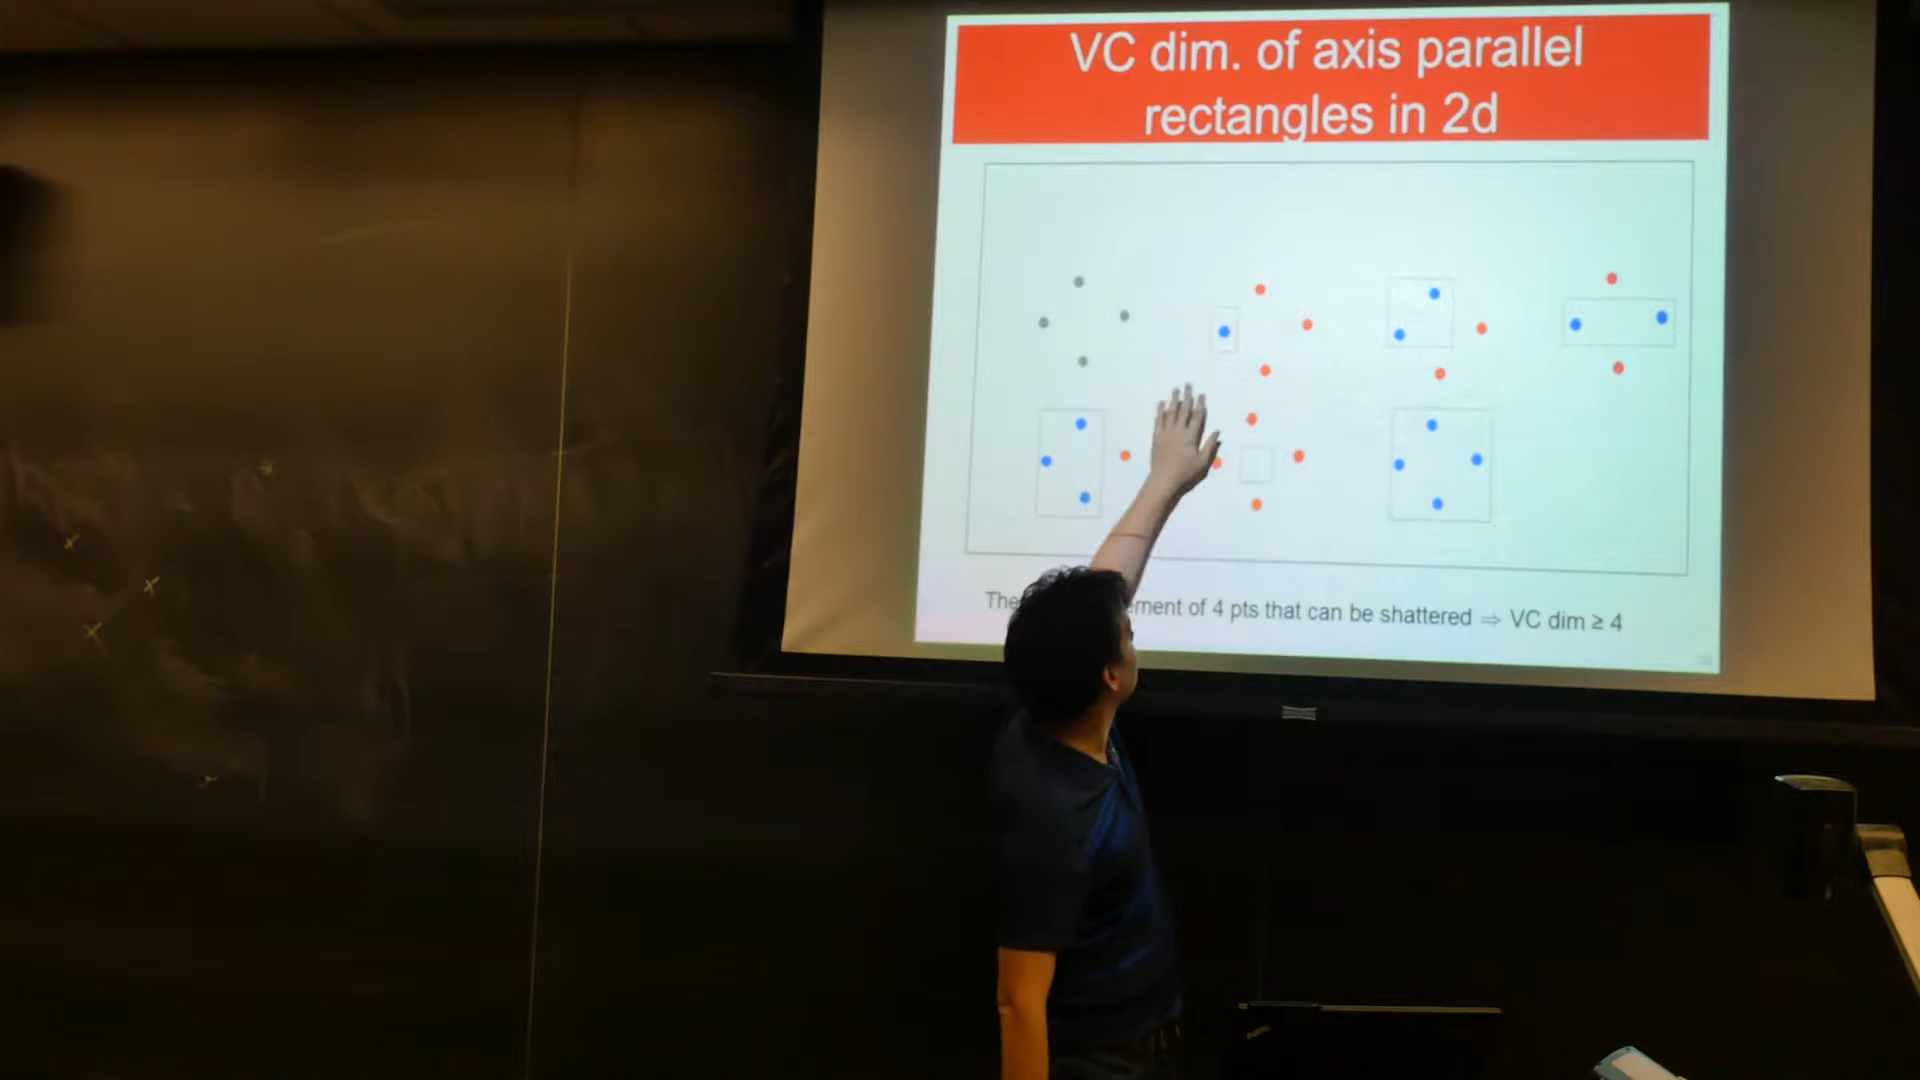 VC dim. of axis parallel
rectangles in 2d
The ment of 4 pts that can be shattered ⇒ VC dim ≥ 4